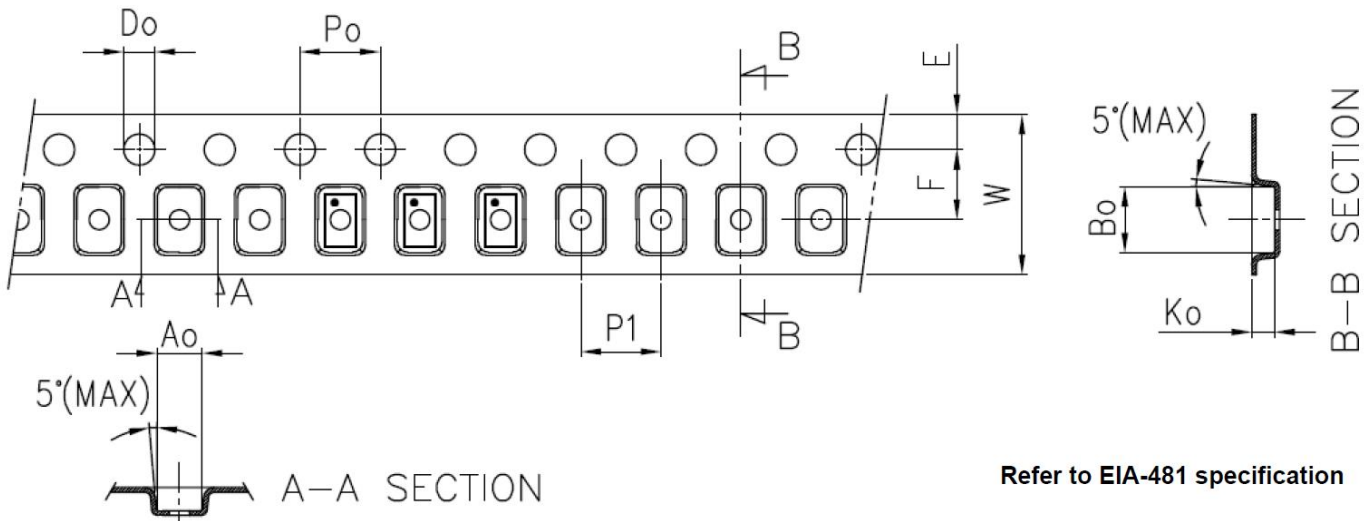 Do
Po
B
E
5°(MAX)
F
W
Bo
B-B SECTION
A
A
P1
B
Ko
Ao
5°(MAX)
A-A SECTION
Refer to EIA-481 specification